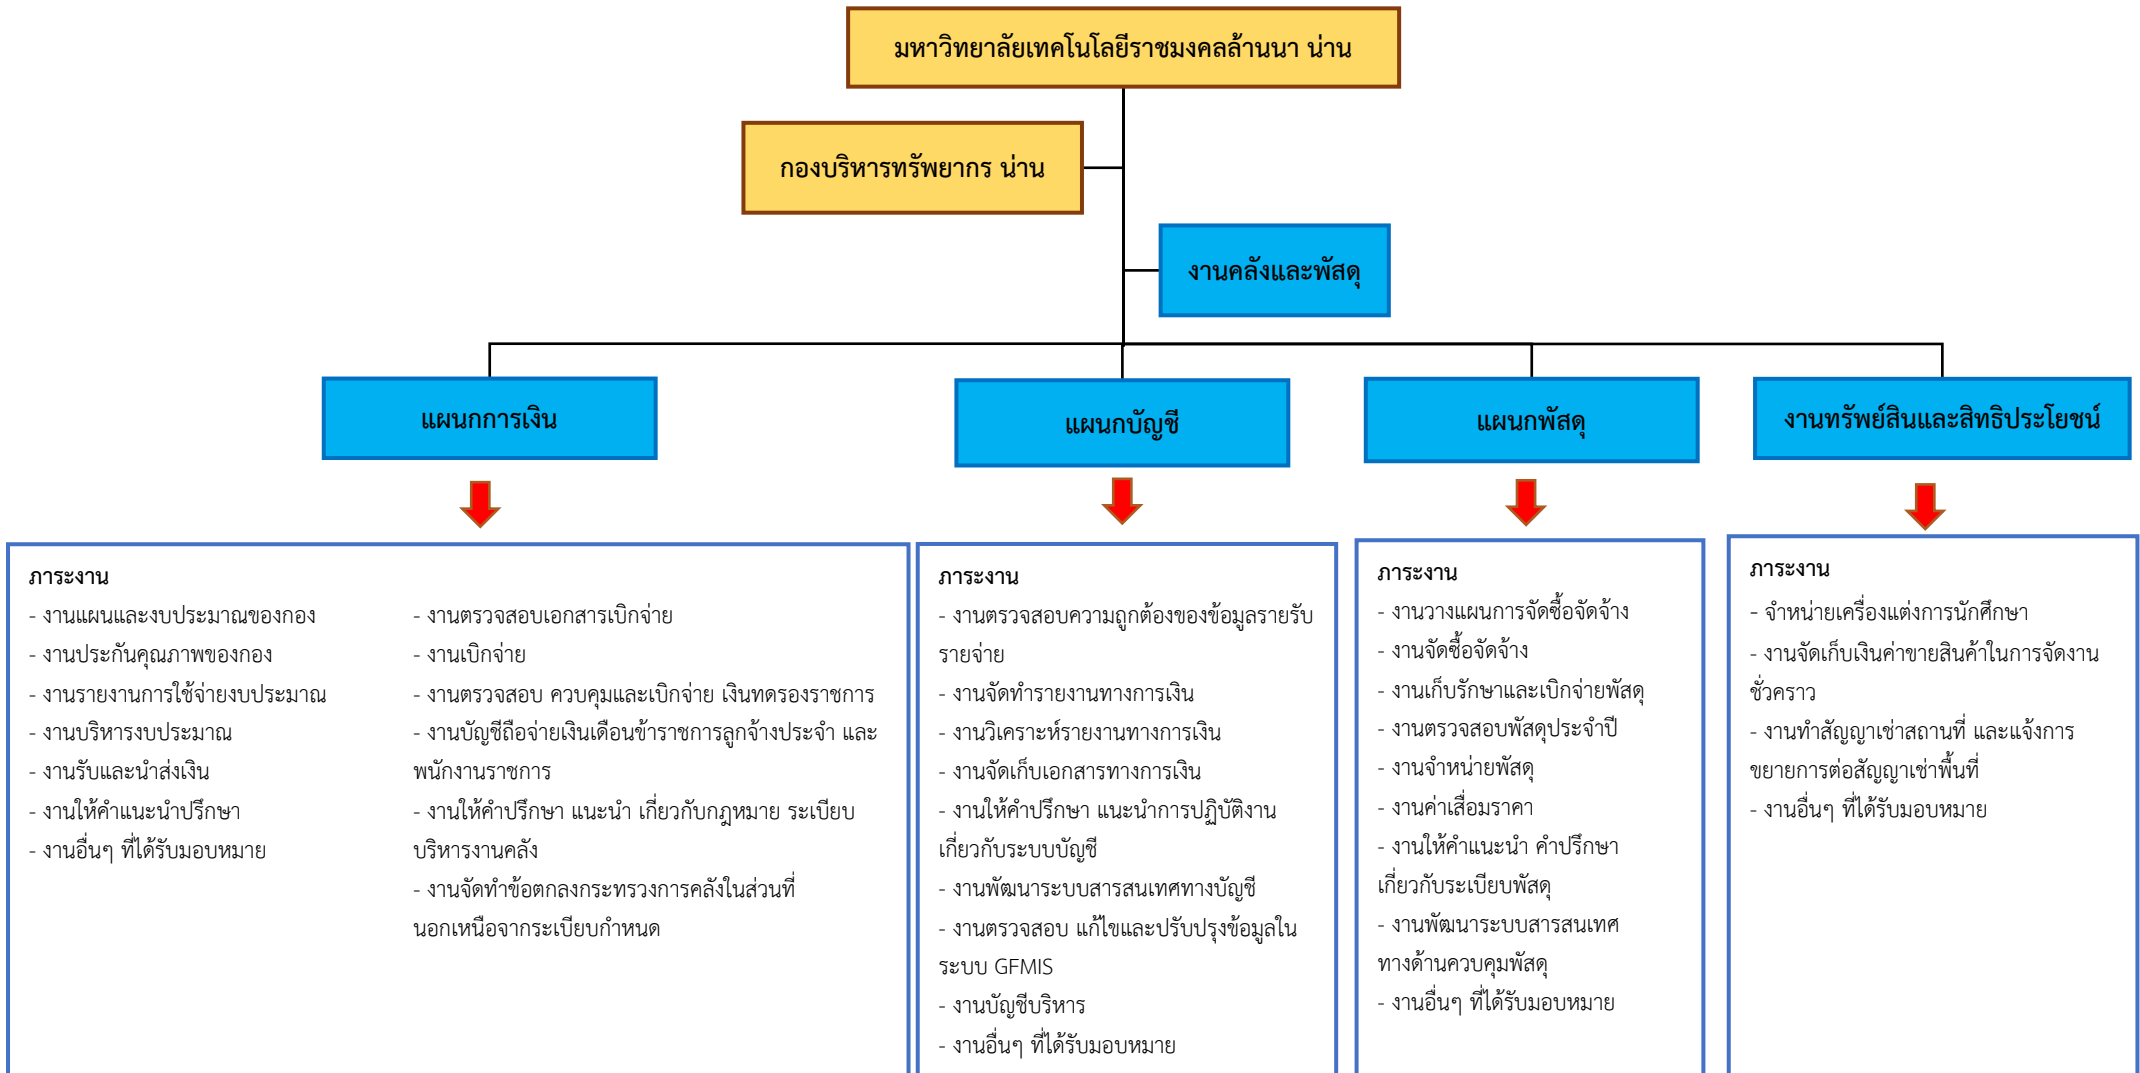 มหาวิทยาลัยเทคโนโลยีราชมงคลล้านนา น่าน
กองบริหารทรัพยากร น่าน
งานคลังและพัสดุ
แผนกการเงิน
แผนกบัญชี
แผนกพัสดุ
งานทรัพย์สินและสิทธิประโยชน์
ภาระงาน
- งานแผนและงบประมาณของกอง
- งานประกันคุณภาพของกอง
- งานรายงานการใช้จ่ายงบประมาณ
- งานบริหารงบประมาณ
- งานรับและนำส่งเงิน
- งานให้คำแนะนำปรึกษา
- งานอื่นๆ ที่ได้รับมอบหมาย
- งานตรวจสอบเอกสารเบิกจ่าย
- งานเบิกจ่าย
- งานตรวจสอบ ควบคุมและเบิกจ่าย เงินทดรองราชการ
- งานบัญชีถือจ่ายเงินเดือนข้าราชการลูกจ้างประจำ และ
พนักงานราชการ
- งานให้คำปรึกษา แนะนำ เกี่ยวกับกฎหมาย ระเบียบ
บริหารงานคลัง
- งานจัดทำข้อตกลงกระทรวงการคลังในส่วนที่
นอกเหนือจากระเบียบกำหนด
ภาระงาน
- งานตรวจสอบความถูกต้องของข้อมูลรายรับ
รายจ่าย
- งานจัดทำรายงานทางการเงิน
- งานวิเคราะห์รายงานทางการเงิน
- งานจัดเก็บเอกสารทางการเงิน
- งานให้คำปรึกษา แนะนำการปฏิบัติงาน
เกี่ยวกับระบบบัญชี
- งานพัฒนาระบบสารสนเทศทางบัญชี
- งานตรวจสอบ แก้ไขและปรับปรุงข้อมูลใน
ระบบ GFMIS
- งานบัญชีบริหาร
- งานอื่นๆ ที่ได้รับมอบหมาย
ภาระงาน
- งานวางแผนการจัดซื้อจัดจ้าง
- งานจัดซื้อจัดจ้าง
- งานเก็บรักษาและเบิกจ่ายพัสดุ
- งานตรวจสอบพัสดุประจำปี
- งานจำหน่ายพัสดุ
- งานค่าเสื่อมราคา
- งานให้คำแนะนำ คำปรึกษา
เกี่ยวกับระเบียบพัสดุ
- งานพัฒนาระบบสารสนเทศ
ทางด้านควบคุมพัสดุ
- งานอื่นๆ ที่ได้รับมอบหมาย
ภาระงาน
- จำหน่ายเครื่องแต่งการนักศึกษา
- งานจัดเก็บเงินค่าขายสินค้าในการจัดงาน
ชั่วคราว
- งานทำสัญญาเช่าสถานที่ และแจ้งการ
ขยายการต่อสัญญาเช่าพื้นที่
- งานอื่นๆ ที่ได้รับมอบหมาย